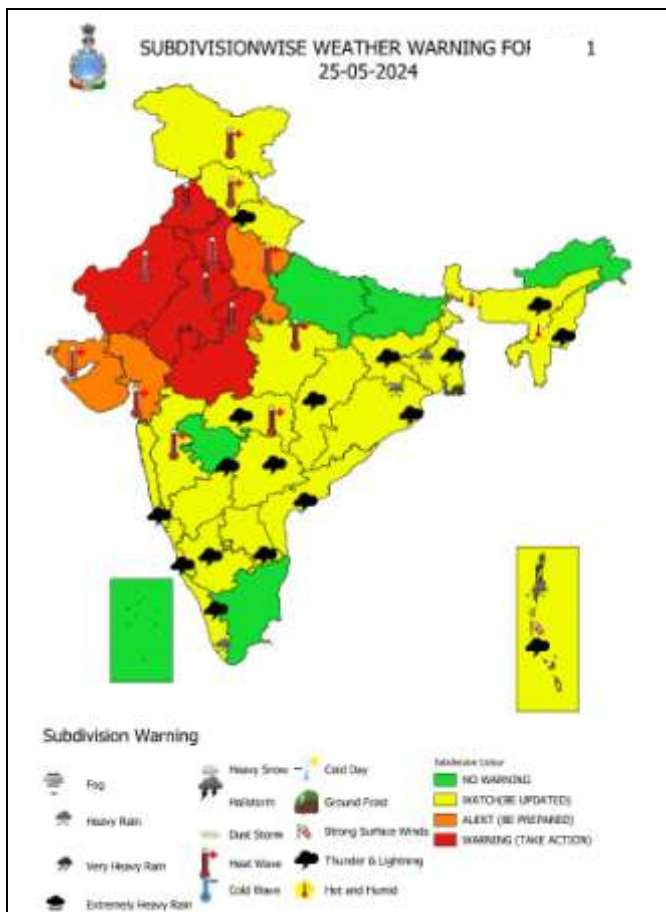 SUBDIVISIONWISE WEATHER WARNING FOR 1
25-05-2024
Subdivision Warning
Fog
Heavy Rain
Very Heavy Rain
Extremely Heavy Rain
Heavy Snow
Hailstorm
Dust Storm
Heat Wave
Cold Wave
Cold Day
Ground Frost
Strong Surface Winds
Thunder & Lightning
Hot and Humid
Subdivision Colour
NO WARNING
WATCH(BE UPDATED)
ALERT (BE PREPARED)
WARNING (TAKE ACTION)